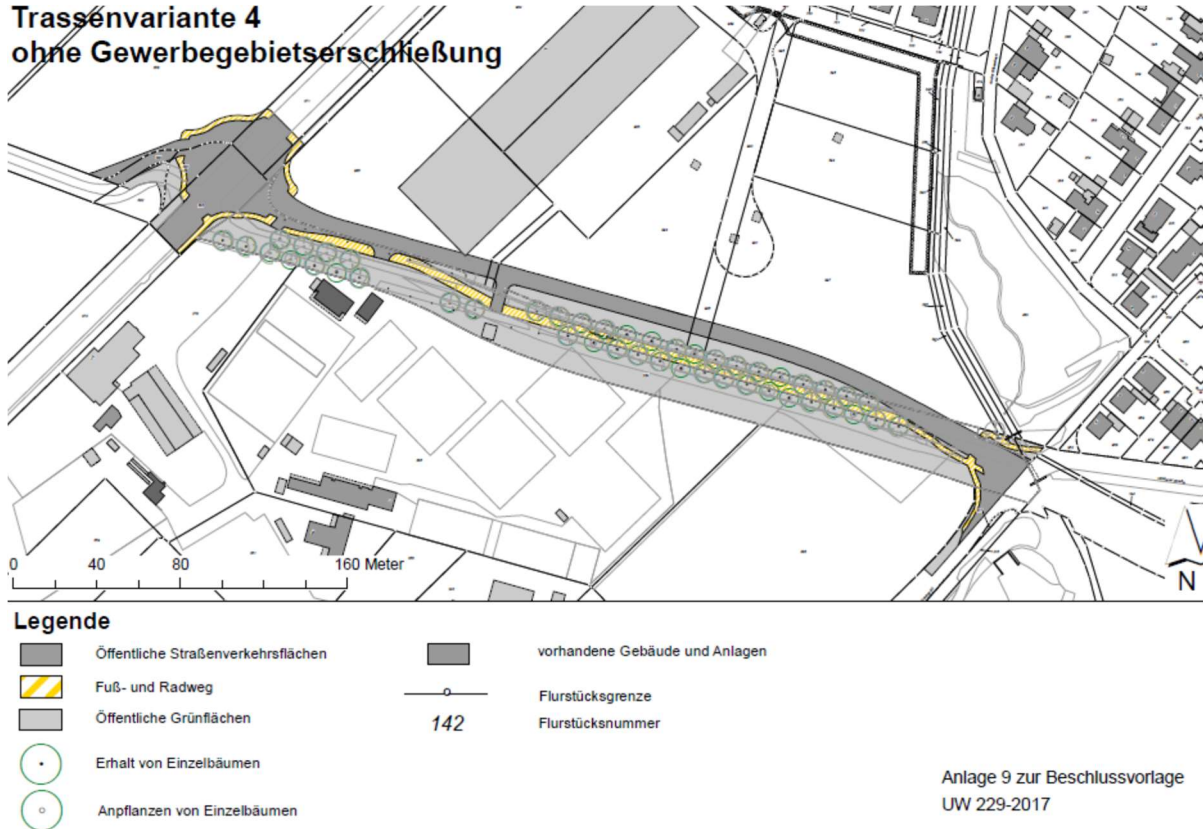 Trassenvariante 4
ohne Gewerbegebietserschließung
0 40 80 160 Meter
N
Legende
Öffentliche Straßenverkehrsflächen
Fuß- und Radweg
Öffentliche Grünflächen
Erhalt von Einzelbäumen
Anpflanzen von Einzelbäumen
vorhandene Gebäude und Anlagen
Flurstücksgrenze
142 Flurstücksnummer
Anlage 9 zur Beschlussvorlage
UW 229-2017